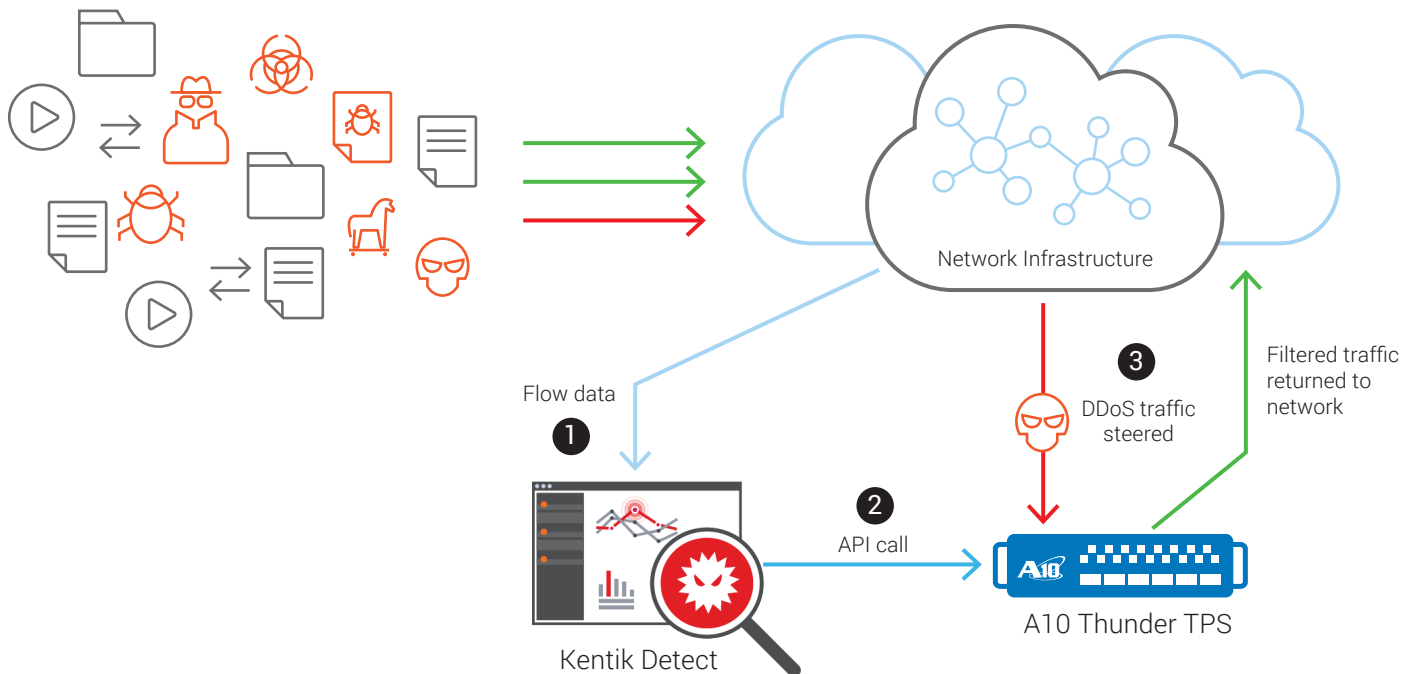 Network Infrastructure
Flow data
1
Kentik Detect
2
API call
3
DDoS traffic
steered
Filtered traffic
returned to
network
A10
A10 Thunder TPS